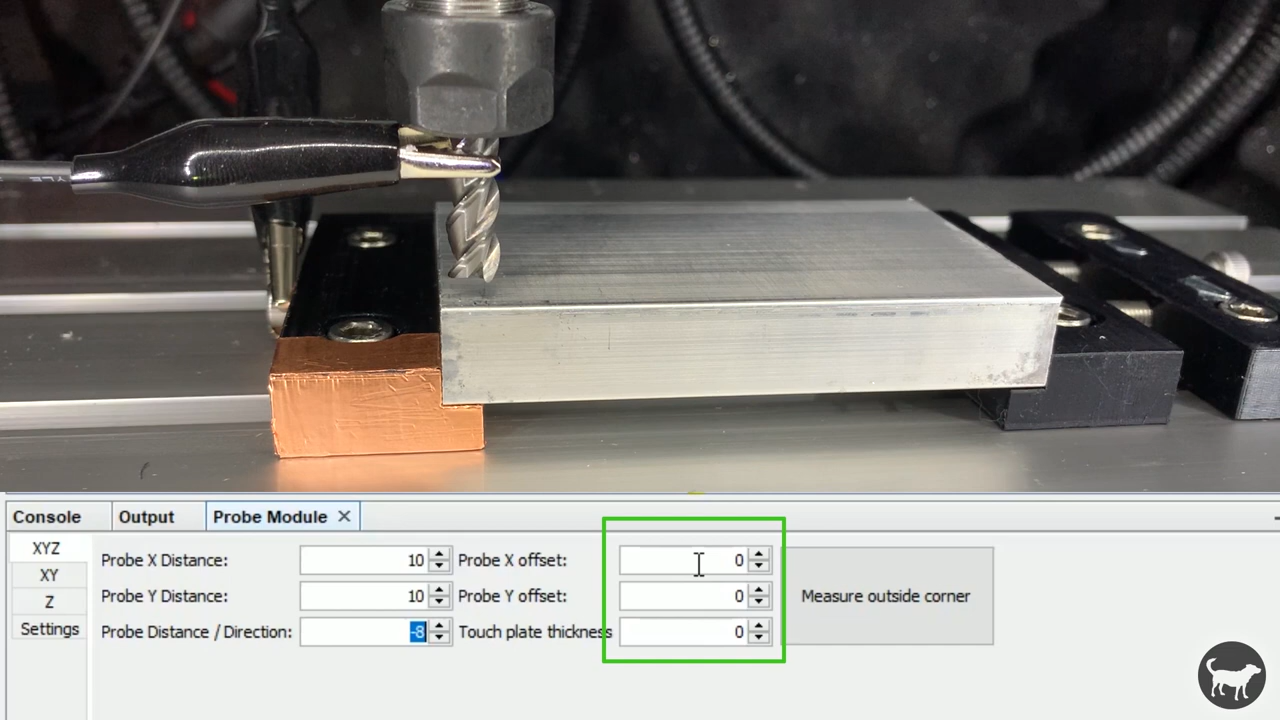 YLE
Console Output Probe Module ✕
XYZ
XY
Z
Settings
Probe X Distance: 10 Probe X offset: 0
Probe Y Distance: 10 Probe Y offset: 0
Probe Distance / Direction: -8 Touch plate thickness 0
Measure outside corner